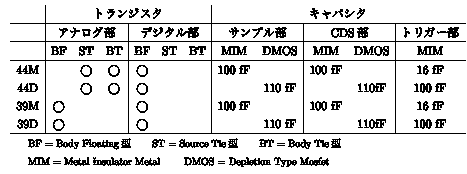 トランジスタ キャパシタ
アナログ部 デジタル部 サンプル部 CDS 部 トリガー部
BF ST BT BF ST BT MIM DMOS MIM DMOS MIM
44M ○ ○ ○ 100 fF 100 fF 16 fF
44D ○ ○ ○ 110 fF 110fF 100 fF
39M ○ ○ 100 fF 100 fF 16 fF
39D ○ ○ 110 fF 110fF 100 fF
BF = Body Floating 型 ST = Source Tie 型 BT = Body Tie 型
MIM = Metal insulator Metal DMOS = Depletion Type Mosfet